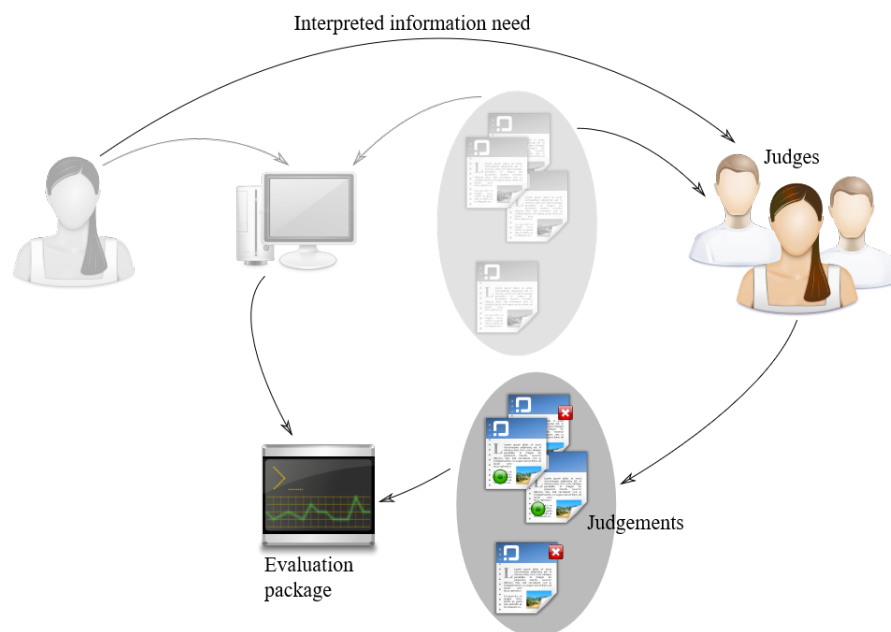 Interpreted information need
Judges
Judgements
Evaluation
package